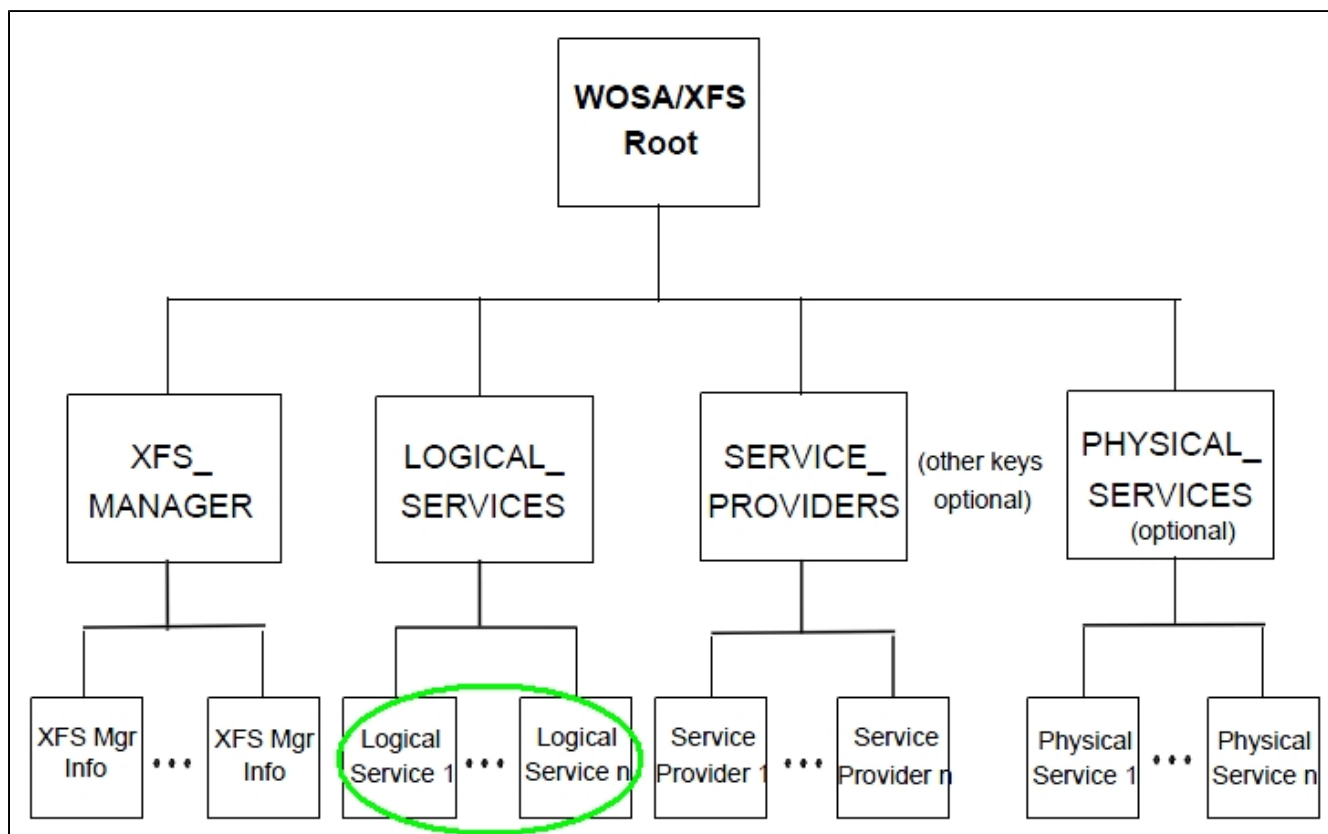 WOSA/XFS
Root
XFS_
MANAGER
LOGICAL_
SERVICES
SERVICE_
PROVIDERS
(other keys
optional)
PHYSICAL_
SERVICES
(optional)
XFS Mgr
Info
•••
XFS Mgr
Info
Logical
Service 1
•••
Logical
Service n
Service
Provider 1
•••
Service
Provider n
Physical
Service 1
•••
Physical
Service n